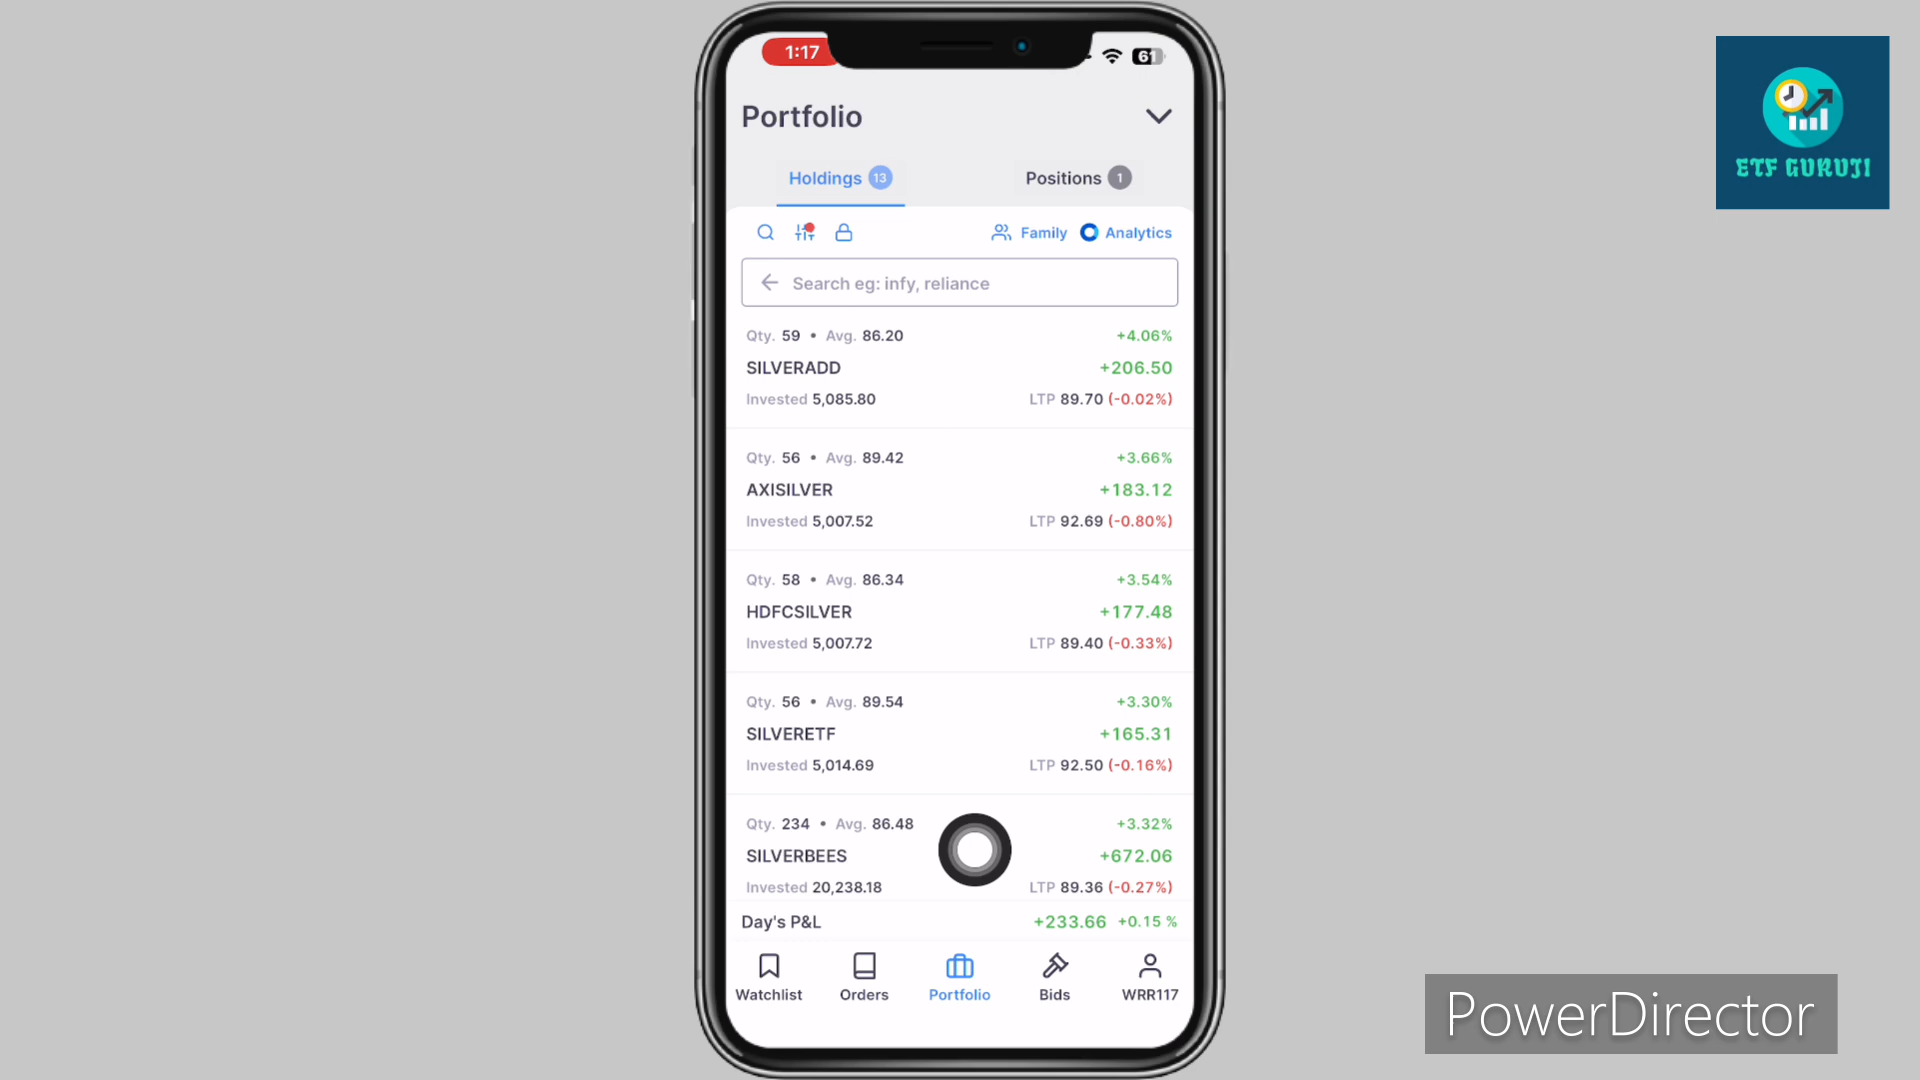 1:17
61
Portfolio
Holdings 13
Positions 1
Family
Analytics
Search eg: infy, reliance
Qty. 59 • Avg. 86.20 +4.06%
SILVERADD +206.50
Invested 5,085.80 LTP 89.70 (-0.02%)
Qty. 56 • Avg. 89.42 +3.66%
AXISILVER +183.12
Invested 5,007.52 LTP 92.69 (-0.80%)
Qty. 58 • Avg. 86.34 +3.54%
HDFCSILVER +177.48
Invested 5,007.72 LTP 89.40 (-0.33%)
Qty. 56 • Avg. 89.54 +3.30%
SILVERETF +165.31
Invested 5,014.69 LTP 92.50 (-0.16%)
Qty. 234 • Avg. 86.48 +3.32%
SILVERBEES +672.06
Invested 20,238.18 LTP 89.36 (-0.27%)
Day's P&L +233.66 +0.15 %
Watchlist Orders Portfolio Bids WRR117
ETF GURUJI
PowerDirector